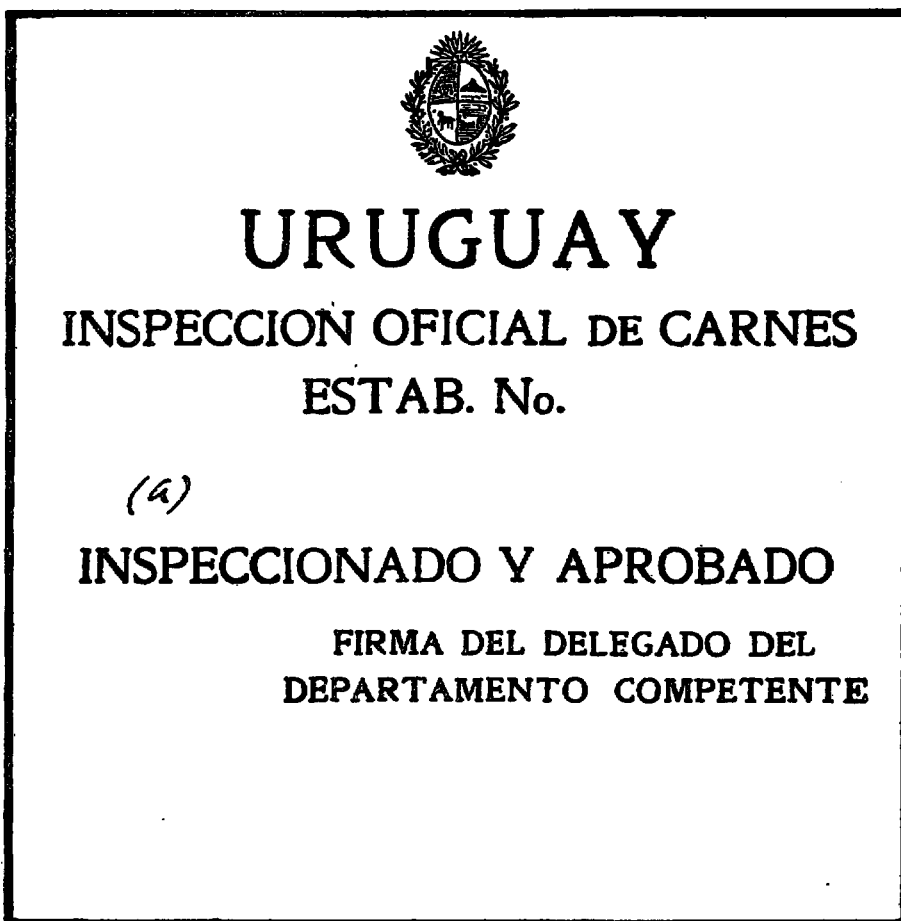 URUGUAY
INSPECCION OFICIAL DE CARNES
ESTAB. No.
(a)
INSPECCIONADO Y APROBADO
FIRMA DEL DELEGADO DEL
DEPARTAMENTO COMPETENTE